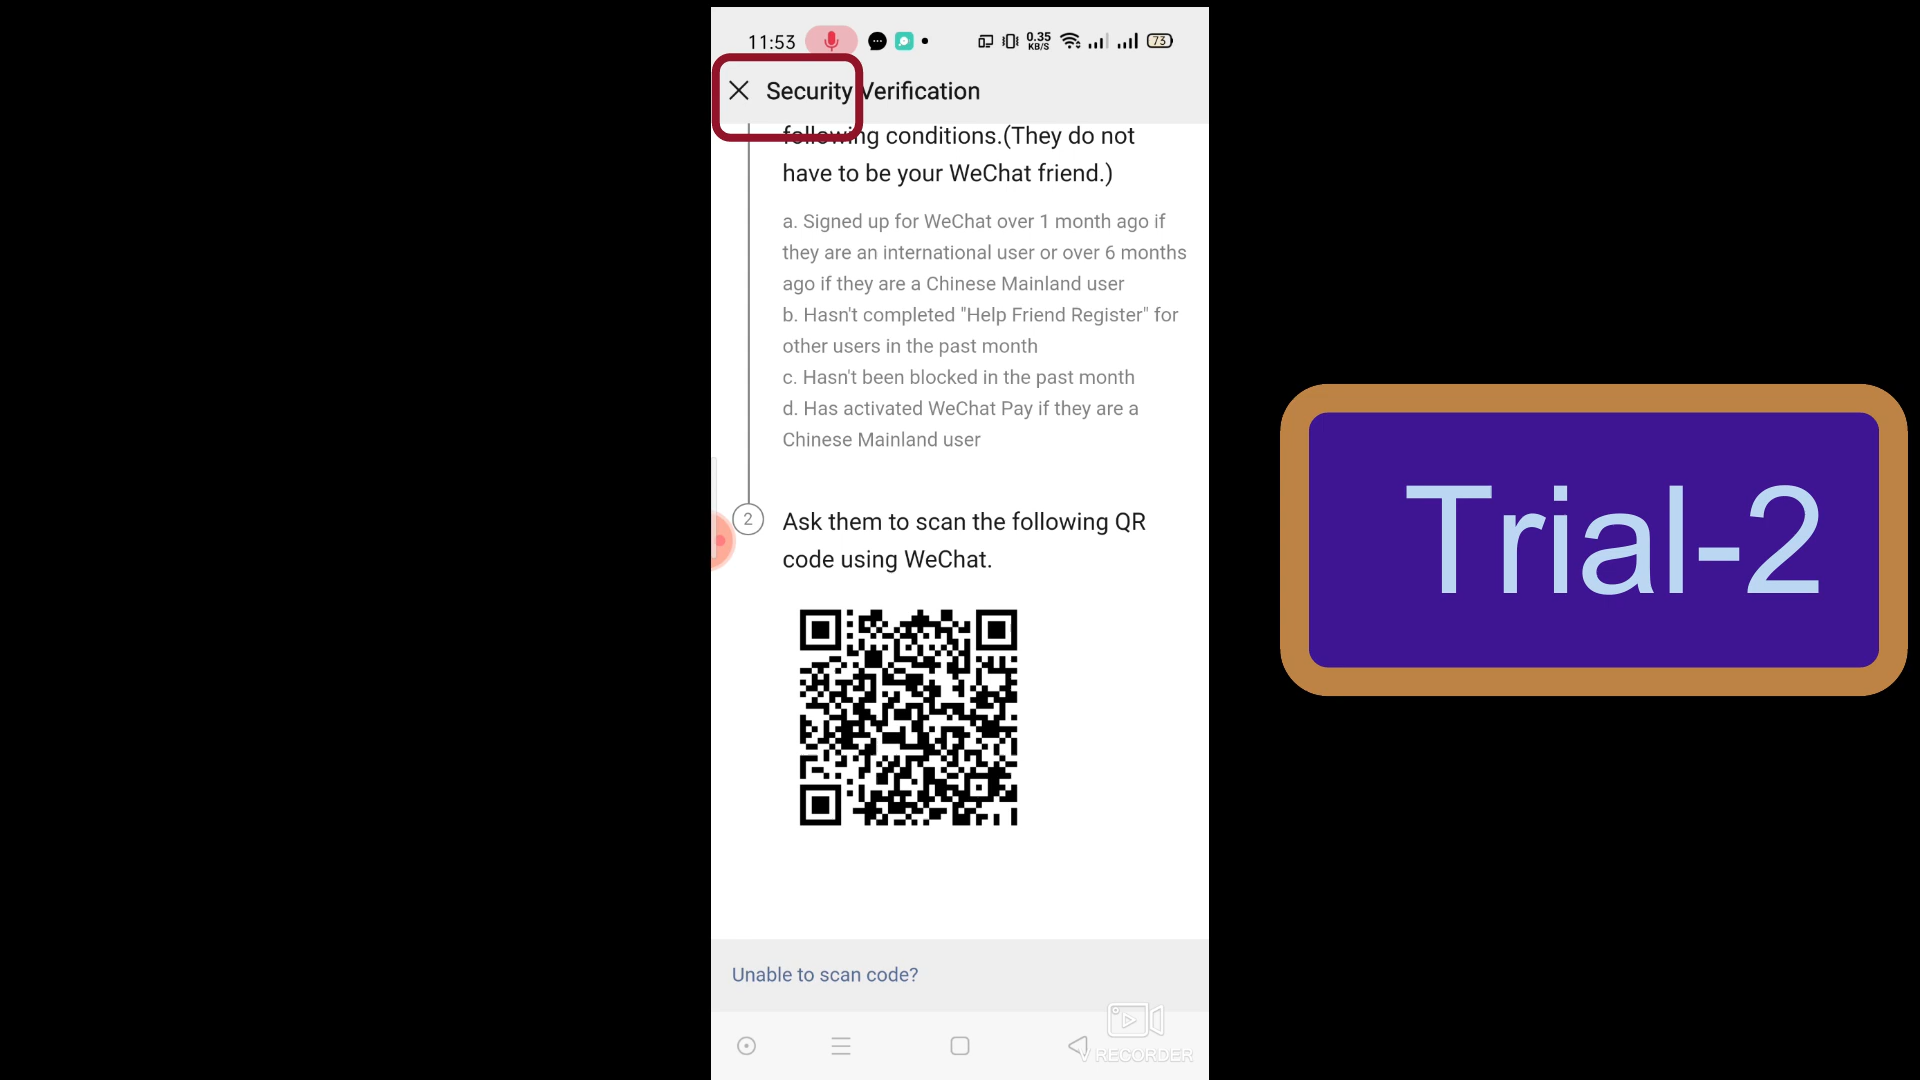 11:53
0.35
KB/S
73
Security Verification
following conditions.(They do not
have to be your WeChat friend.)
a. Signed up for WeChat over 1 month ago if
they are an international user or over 6 months
ago if they are a Chinese Mainland user
b. Hasn't completed "Help Friend Register" for
other users in the past month
c. Hasn't been blocked in the past month
d. Has activated WeChat Pay if they are a
Chinese Mainland user
2
Ask them to scan the following QR
code using WeChat.
Unable to scan code?
V RECORDER
Trial-2